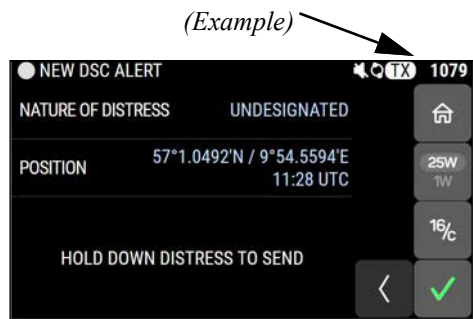 (Example)
NEW DSC ALERT TX 1079
NATURE OF DISTRESS UNDESIGNATED
POSITION 57°1.0492'N / 9°54.5594'E
11:28 UTC
25W
1W
16/c
HOLD DOWN DISTRESS TO SEND